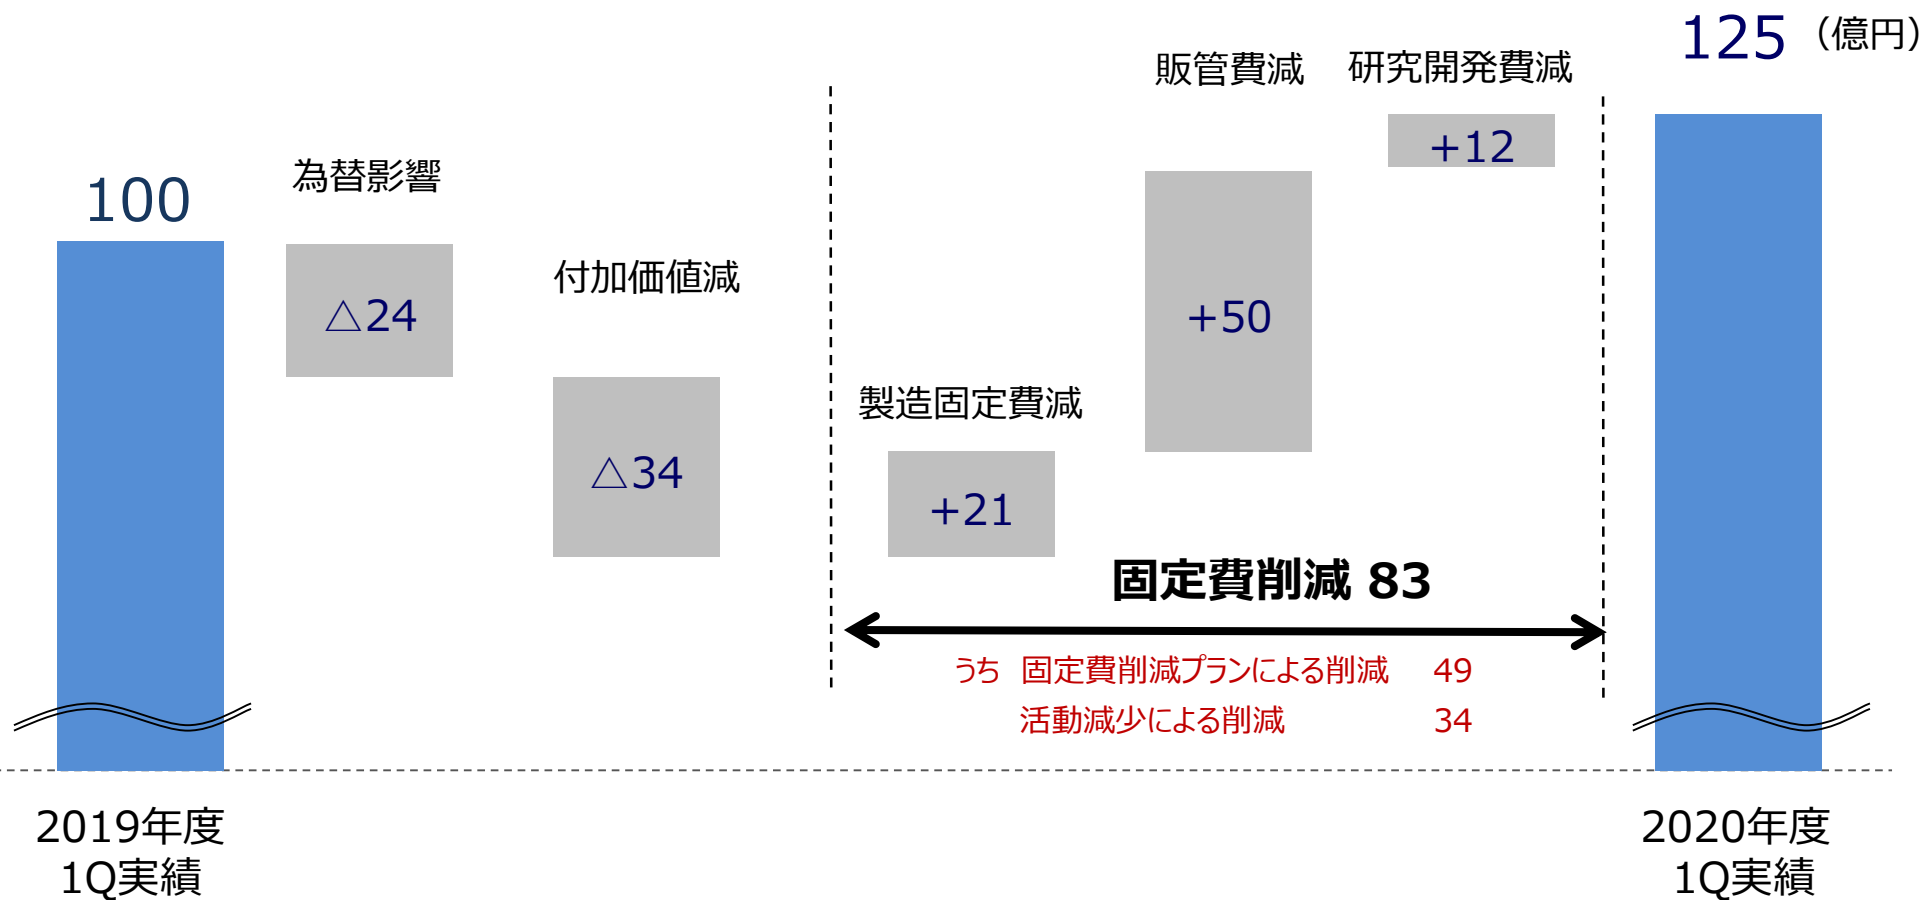 125 （億円）
販管費減
研究開発費減
+12
為替影響
100
付加価値減
△24
+50
製造固定費減
△34
+21
固定費削減 83
うち 固定費削減プランによる削減 49
活動減少による削減 34
2019年度
1Q実績
2020年度
1Q実績